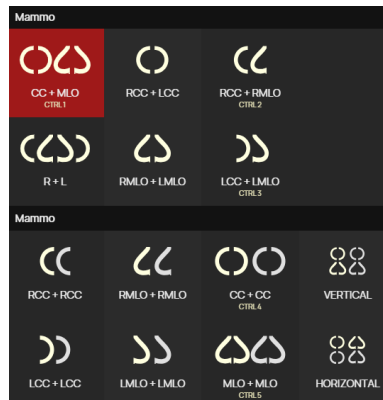 Mammo
CC + MLO
CTRL1
RCC + LCC
RCC + RMLO
CTRL2
R + L
RMLO + LMLO
LCC + LMLO
CTRL3
Mammo
RCC + RCC
RMLO + RMLO
CC + CC
CTRL4
VERTICAL
LCC + LCC
LMLO + LMLO
MLO + MLO
CTRL5
HORIZONTAL